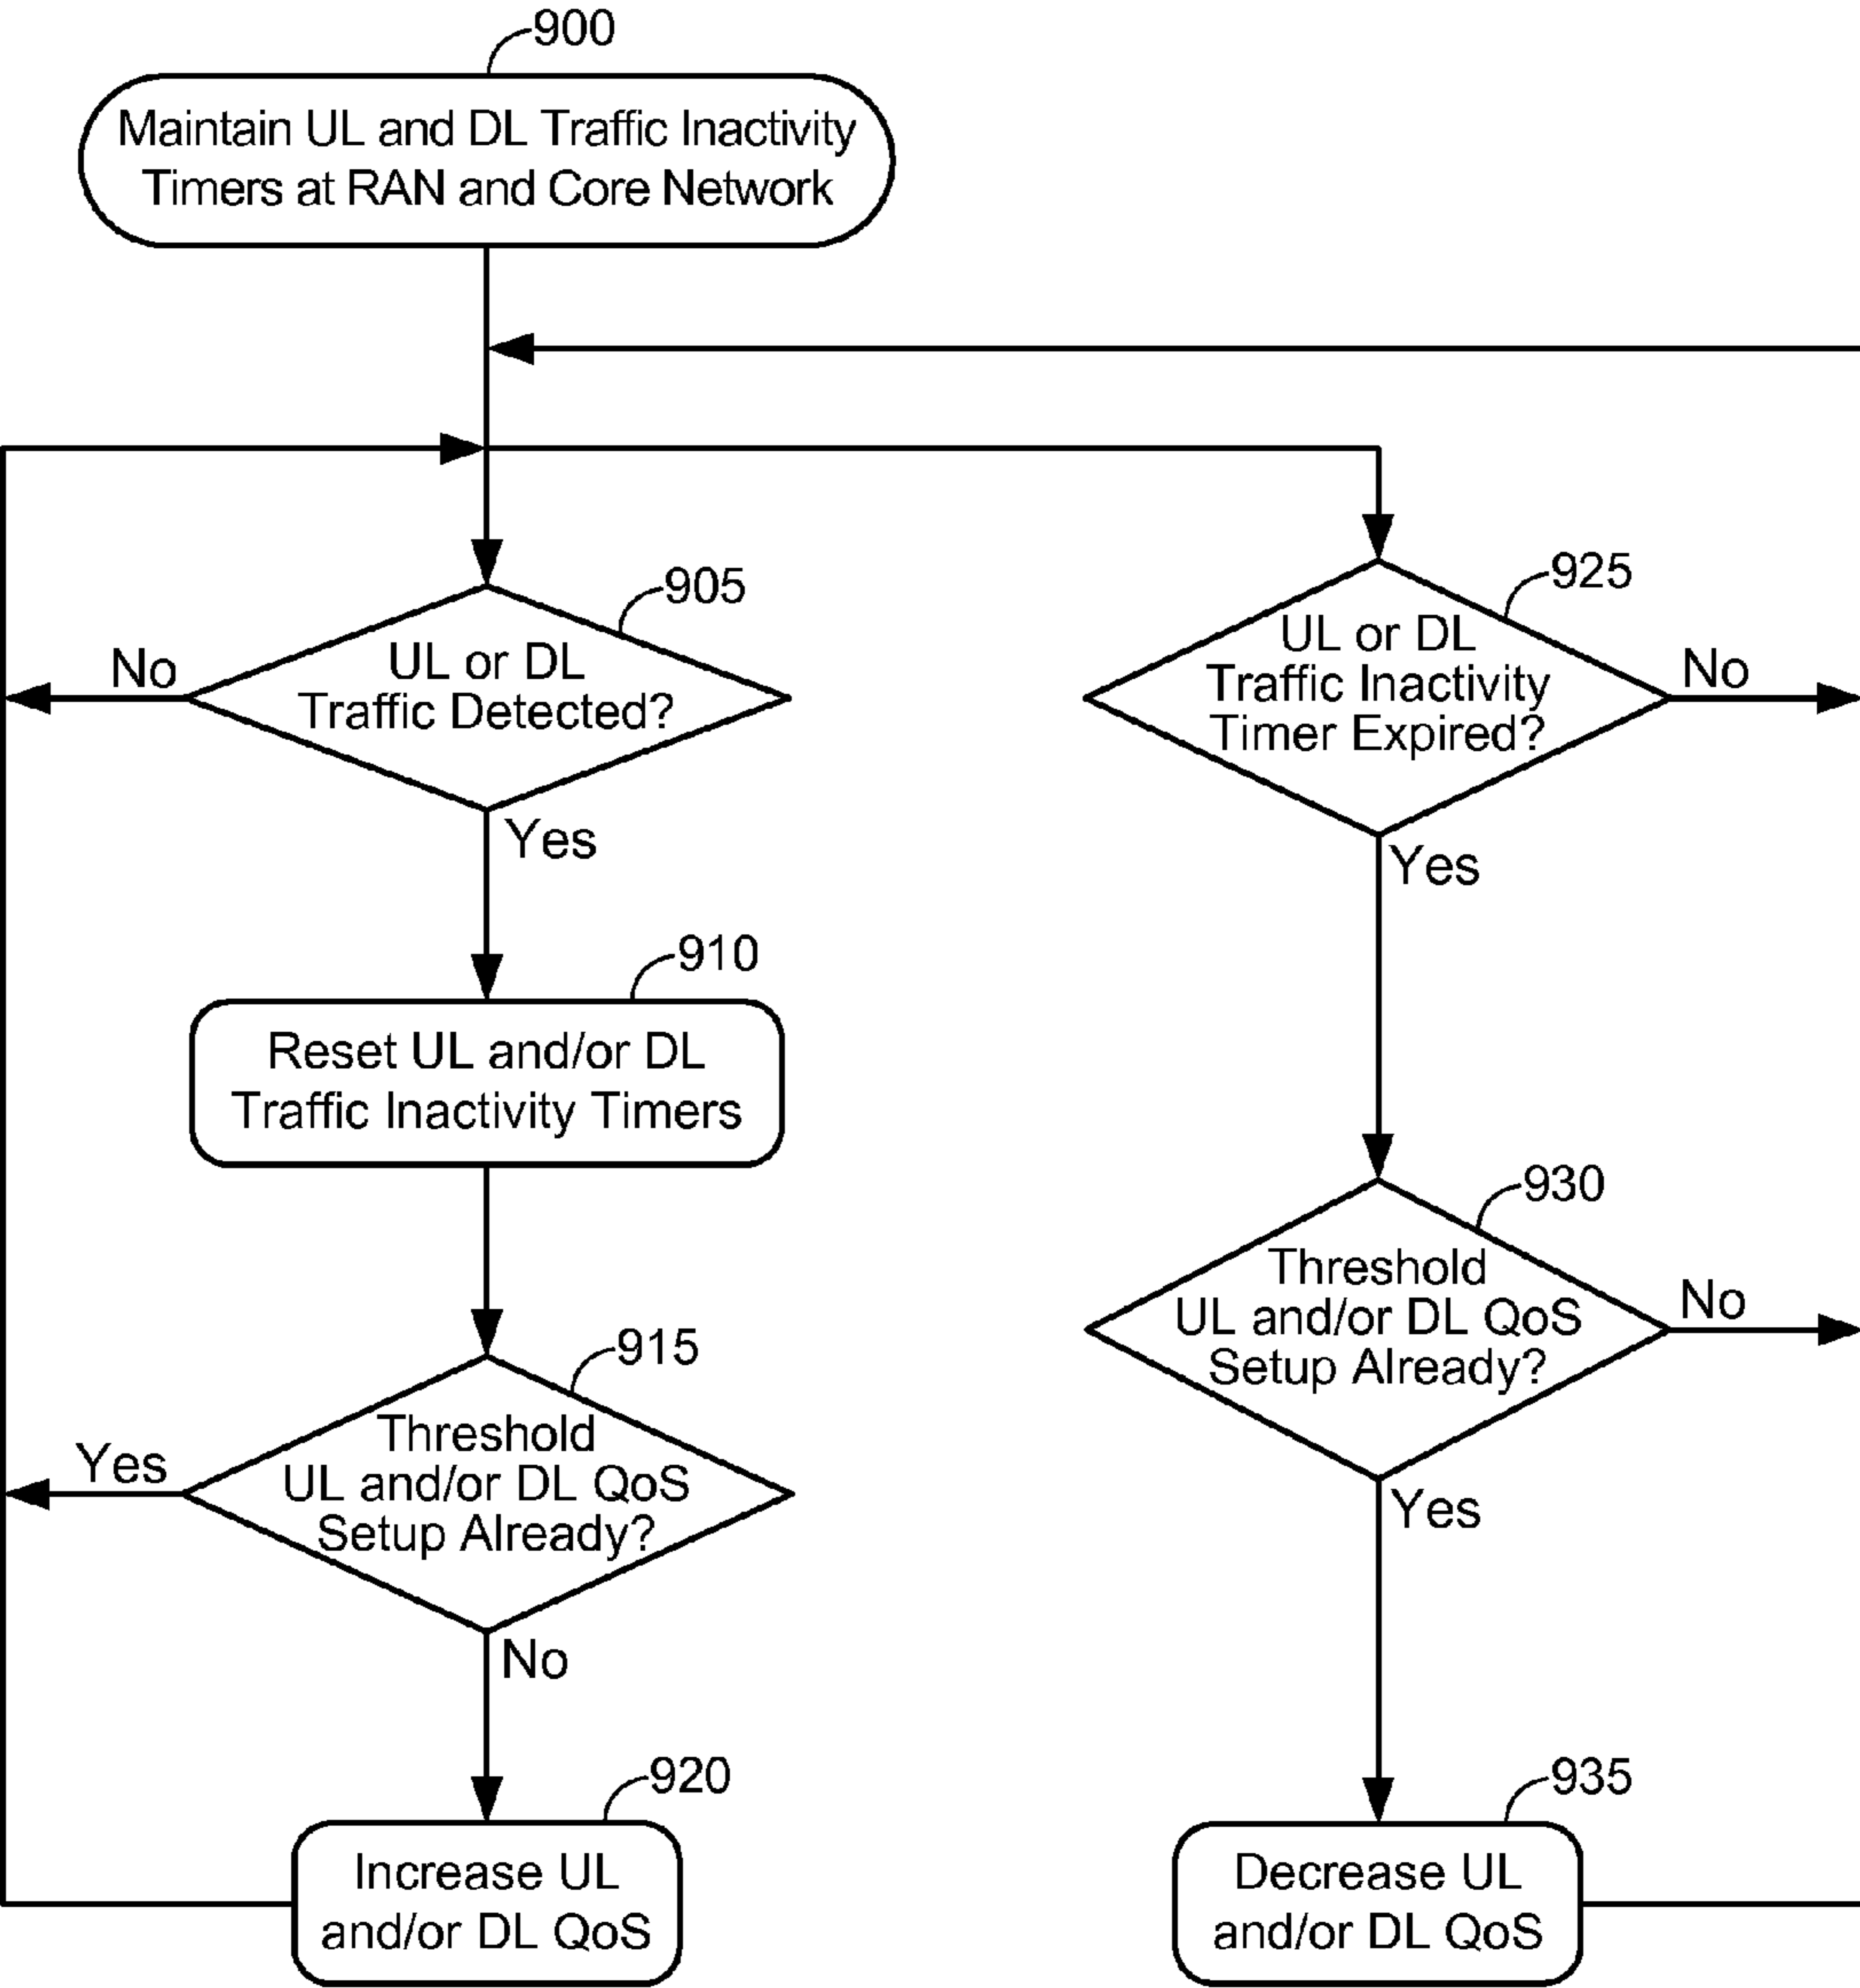 900
Maintain UL and DL Traffic Inactivity
Timers at RAN and Core Network
905
UL or DL
Traffic Detected?
No
Yes
910
Reset UL and/or DL
Traffic Inactivity Timers
915
Threshold
UL and/or DL QoS
Setup Already?
Yes
No
920
Increase UL
and/or DL QoS
925
UL or DL
Traffic Inactivity
Timer Expired?
No
Yes
930
Threshold
UL and/or DL QoS
Setup Already?
No
Yes
935
Decrease UL
and/or DL QoS